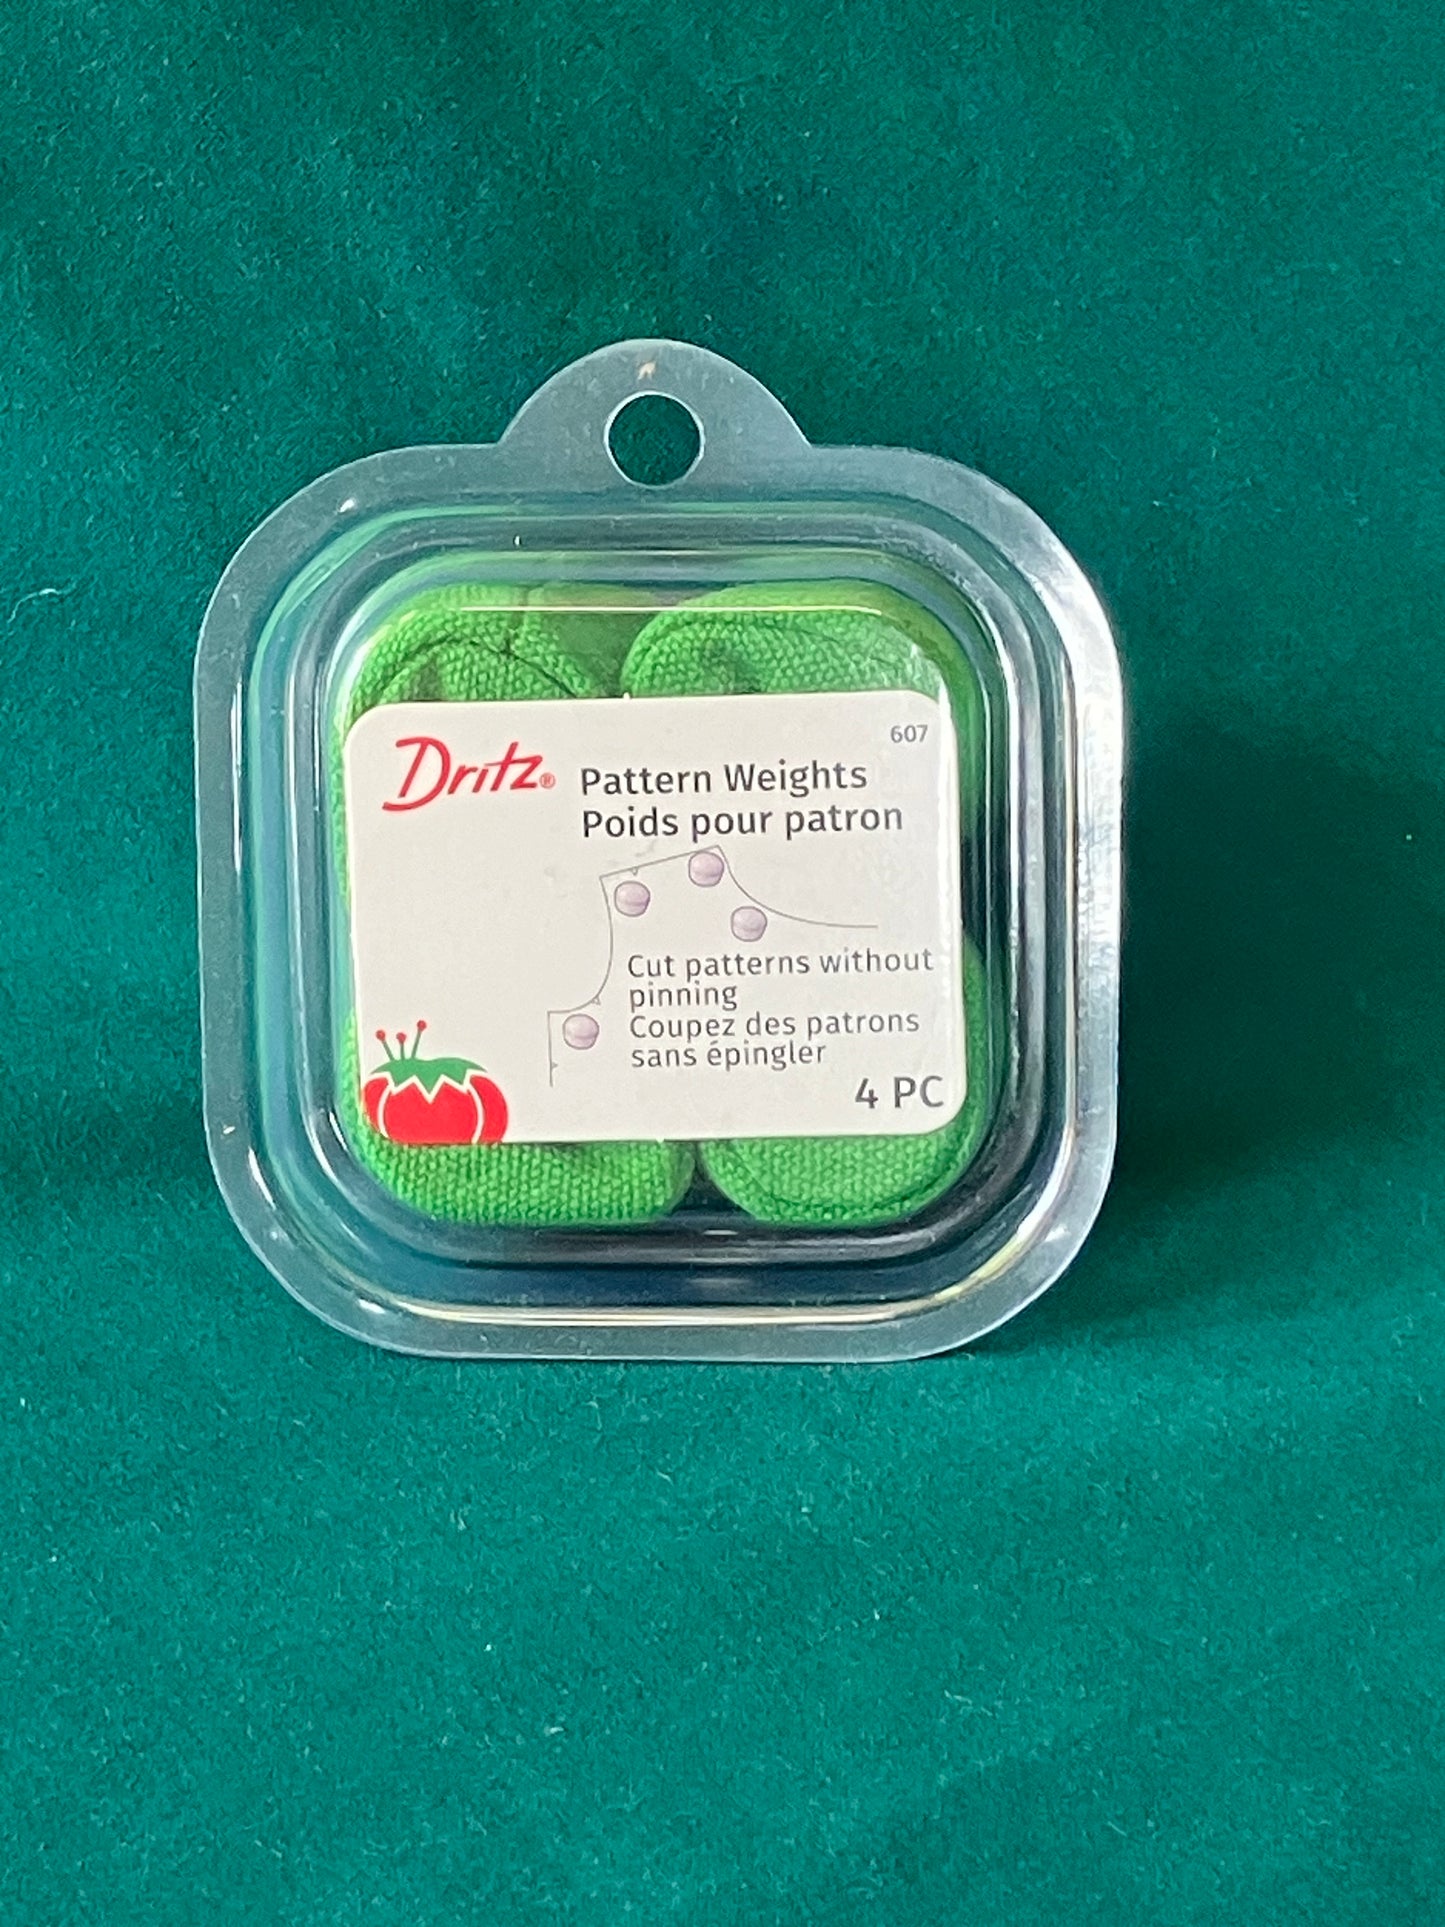 607
Dritz®
Pattern Weights
Poids pour patron
Cut patterns without
pinning
Coupez des patrons
sans épingler
4 PC